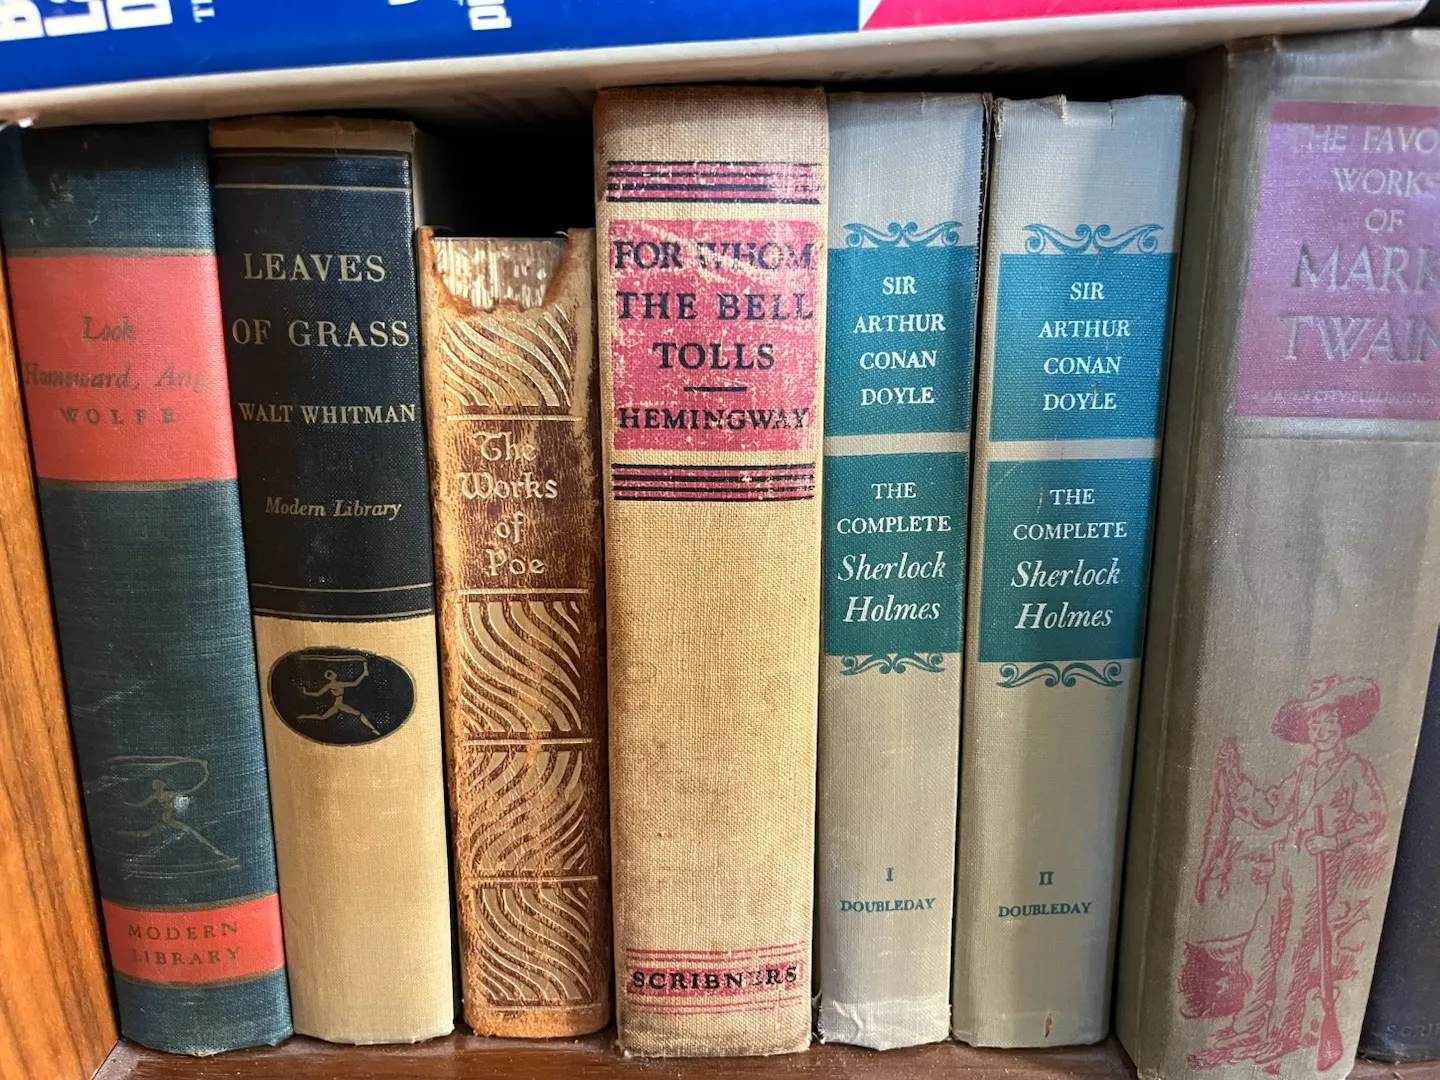 Look
Homeward, Ang
WOLFE
MODERN
LIBRARY
LEAVES
OF GRASS
WALT WHITMAN
Modern Library
The
Works
of
Poe
FOR WHOM
THE BELL
TOLLS
HEMINGWAY
SCRIBNERS
SIR
ARTHUR
CONAN
DOYLE
THE
COMPLETE
Sherlock
Holmes
I
DOUBLEDAY
SIR
ARTHUR
CONAN
DOYLE
THE
COMPLETE
Sherlock
Holmes
II
DOUBLEDAY
THE FAVO
WORKS
OF
MARK
TWAIN